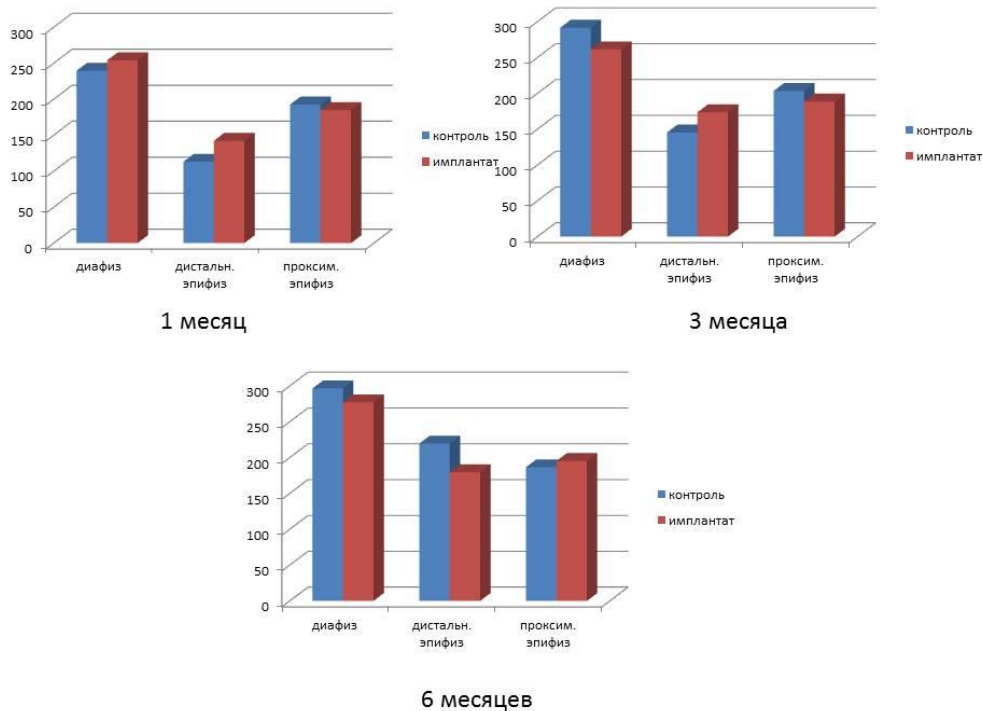 300
250
200
150
100
50
0
диафиз
дистальн.
эпифиз
проксим.
эпифиз
контроль
имплантат
1 месяц
300
250
200
150
100
50
0
диафиз
дистальн.
эпифиз
проксим.
эпифиз
контроль
имплантат
3 месяца
300
250
200
150
100
50
0
диафиз
дистальн.
эпифиз
проксим.
эпифиз
контроль
имплантат
6 месяцев